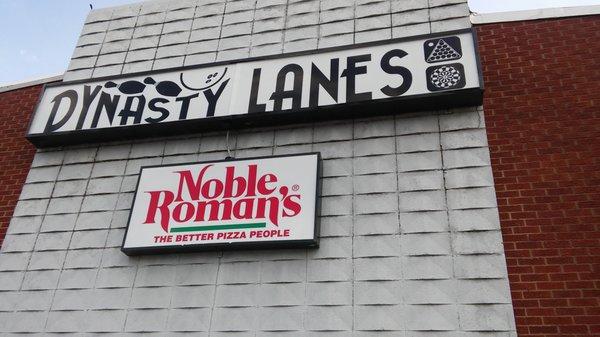 DYNASTY LANES
Noble
Roman's®
THE BETTER PIZZA PEOPLE